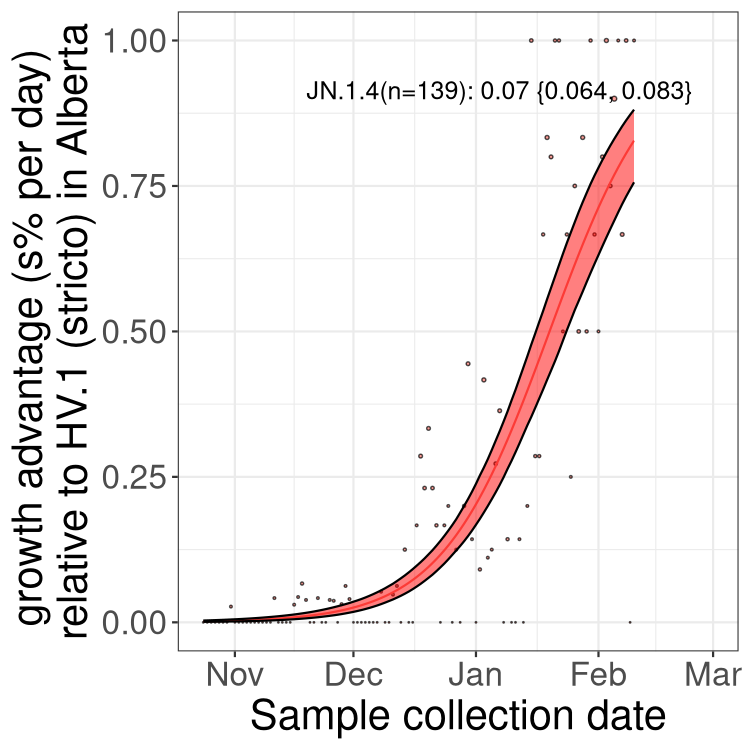 growth advantage (s% per day)
relative to HV.1 (stricto) in Alberta
1.00
0.75
0.50
0.25
0.00
JN.1.4(n=139): 0.07 {0.064, 0.083}
Nov Dec Jan Feb Mar
Sample collection date